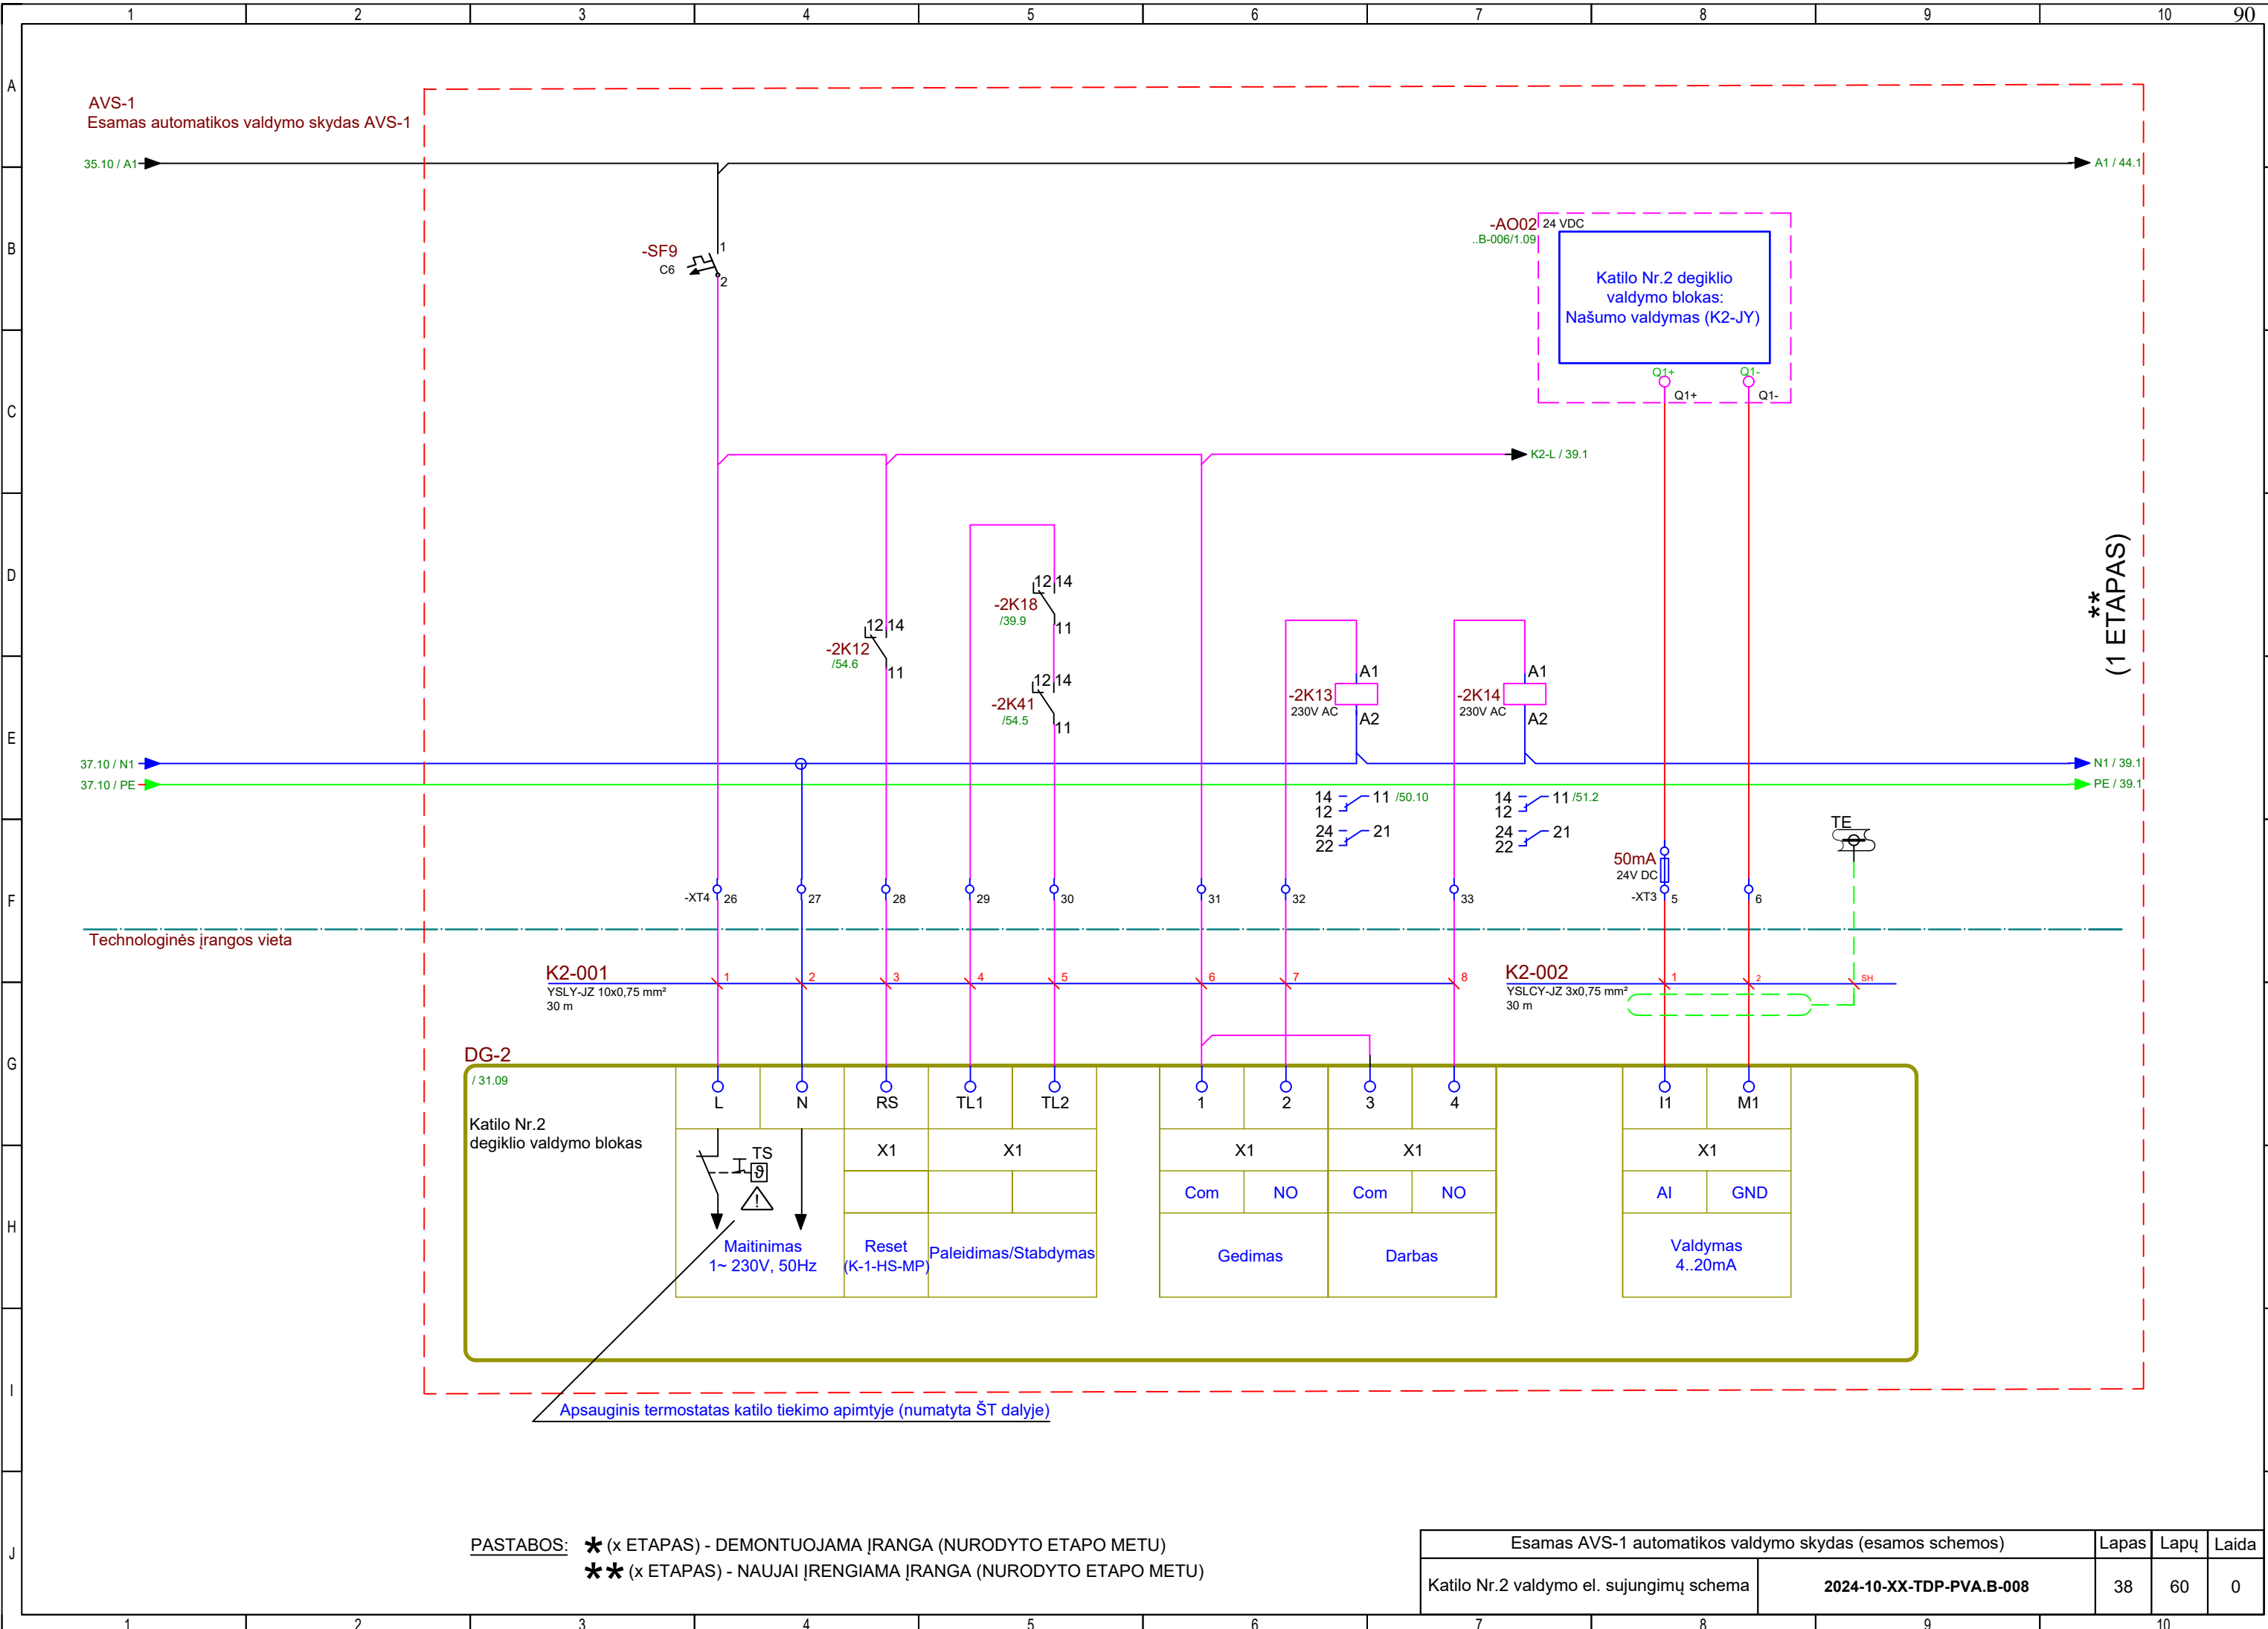 1 2 3 4 5 6 7 8 9 10 90
A
AVS-1
Esamas automatikos valdymo skydas AVS-1
35.10 / A1
A1 / 44.1
B
-SF9
C6
1
2
-AO02
24 VDC
..B-006/1.09
Katilo Nr.2 degiklio
valdymo blokas:
Našumo valdymas (K2-JY)
Q1+ Q1-
Q1+ Q1-
C
K2-L / 39.1
D
12 14
-2K18
/39.9
11
12 14
-2K12
/54.6
11
12 14
-2K41
/54.5
11
A1
-2K13
230V AC
A2
A1
-2K14
230V AC
A2
**
(1 ETAPAS)
E
37.10 / N1
N1 / 39.1
37.10 / PE
PE / 39.1
14 11 /50.10
12
24 21
22
14 11 /51.2
12
24 21
22
TE
50mA
24V DC
F
-XT4 26 27 28 29 30 31 32 33
-XT3 5 6
Technologinės įrangos vieta
K2-001
YSLY-JZ 10x0,75 mm²
30 m
1 2 3 4 5 6 7 8
K2-002
YSLCY-JZ 3x0,75 mm²
30 m
1 2 SH
G
DG-2
/ 31.09
Katilo Nr.2
degiklio valdymo blokas
L N RS TL1 TL2 1 2 3 4 I1 M1
TS
ϑ
!
X1 X1 X1 X1 X1
H
Com NO Com NO AI GND
Maitinimas
1~ 230V, 50Hz
Reset
(K-1-HS-MP)
Paleidimas/Stabdymas
Gedimas
Darbas
Valdymas
4..20mA
I
Apsauginis termostatas katilo tiekimo apimtyje (numatyta ŠT dalyje)
J
PASTABOS: * (x ETAPAS) - DEMONTUOJAMA ĮRANGA (NURODYTO ETAPO METU)
** (x ETAPAS) - NAUJAI ĮRENGIAMA ĮRANGA (NURODYTO ETAPO METU)
Esamas AVS-1 automatikos valdymo skydas (esamos schemos) Lapas Lapų Laida
Katilo Nr.2 valdymo el. sujungimų schema 2024-10-XX-TDP-PVA.B-008 38 60 0
1 2 3 4 5 6 7 8 9 10